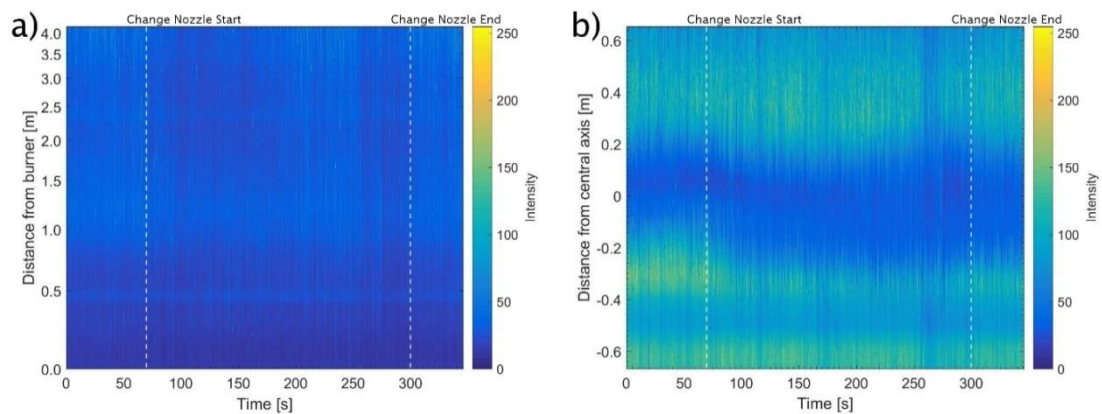 a)
Change Nozzle Start
Change Nozzle End
4.0
3.5
3.0
2.5
2.0
1.5
1.0
0.5
0.0
Distance from burner [m]
0 50 100 150 200 250 300
Time [s]
250
200
150
100
50
0
Intensity
b)
Change Nozzle Start
Change Nozzle End
0.6
0.4
0.2
0
-0.2
-0.4
-0.6
Distance from central axis [m]
0 50 100 150 200 250 300
Time [s]
250
200
150
100
50
0
Intensity